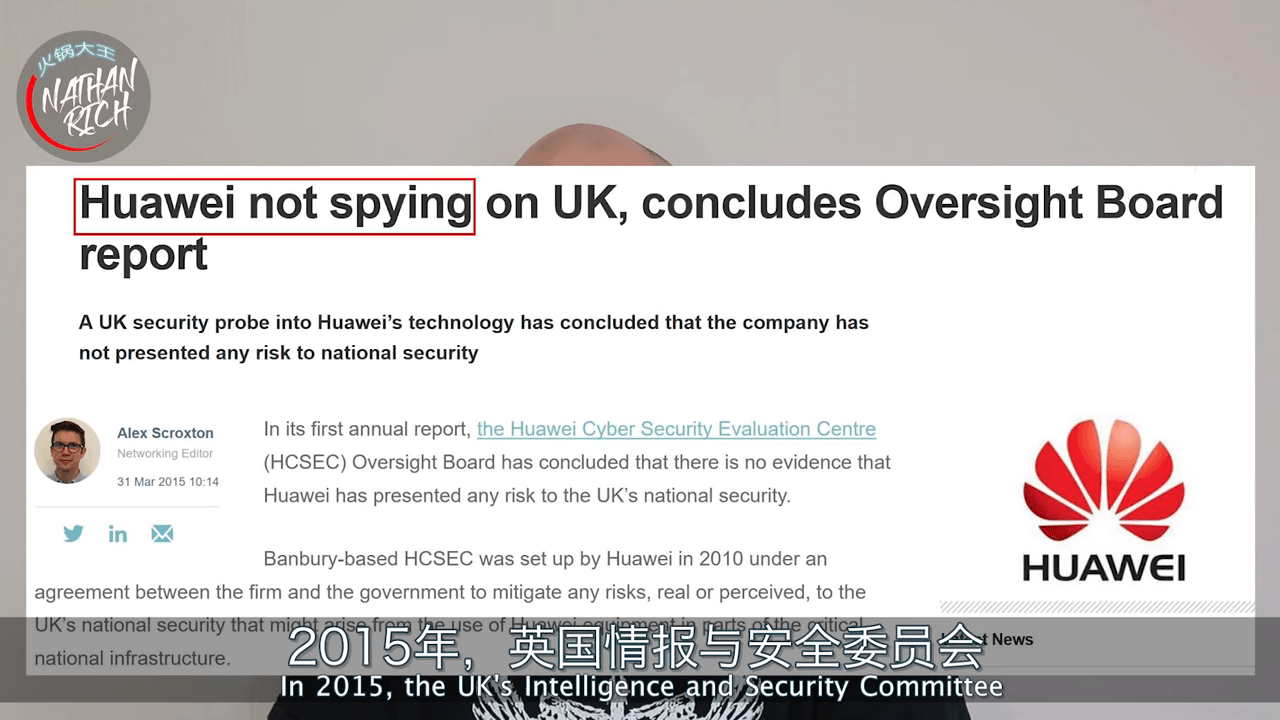 火锅大王
NATHAN
RICH
Huawei not spying on UK, concludes Oversight Board
report
A UK security probe into Huawei's technology has concluded that the company has
not presented any risk to national security
Alex Scroxton
Networking Editor
31 Mar 2015 10:14
In its first annual report, the Huawei Cyber Security Evaluation Centre
(HCSEC) Oversight Board has concluded that there is no evidence that
Huawei has presented any risk to the UK's national security.
HUAWEI
Banbury-based HCSEC was set up by Huawei in 2010 under an
agreement between the firm and the government to mitigate any risks, real or perceived, to the
UK's national security that might arise from the use of Huawei equipment in parts of the critical
national infrastructure.
News
2015年，英国情报与安全委员会
In 2015, the UK's Intelligence and Security Committee